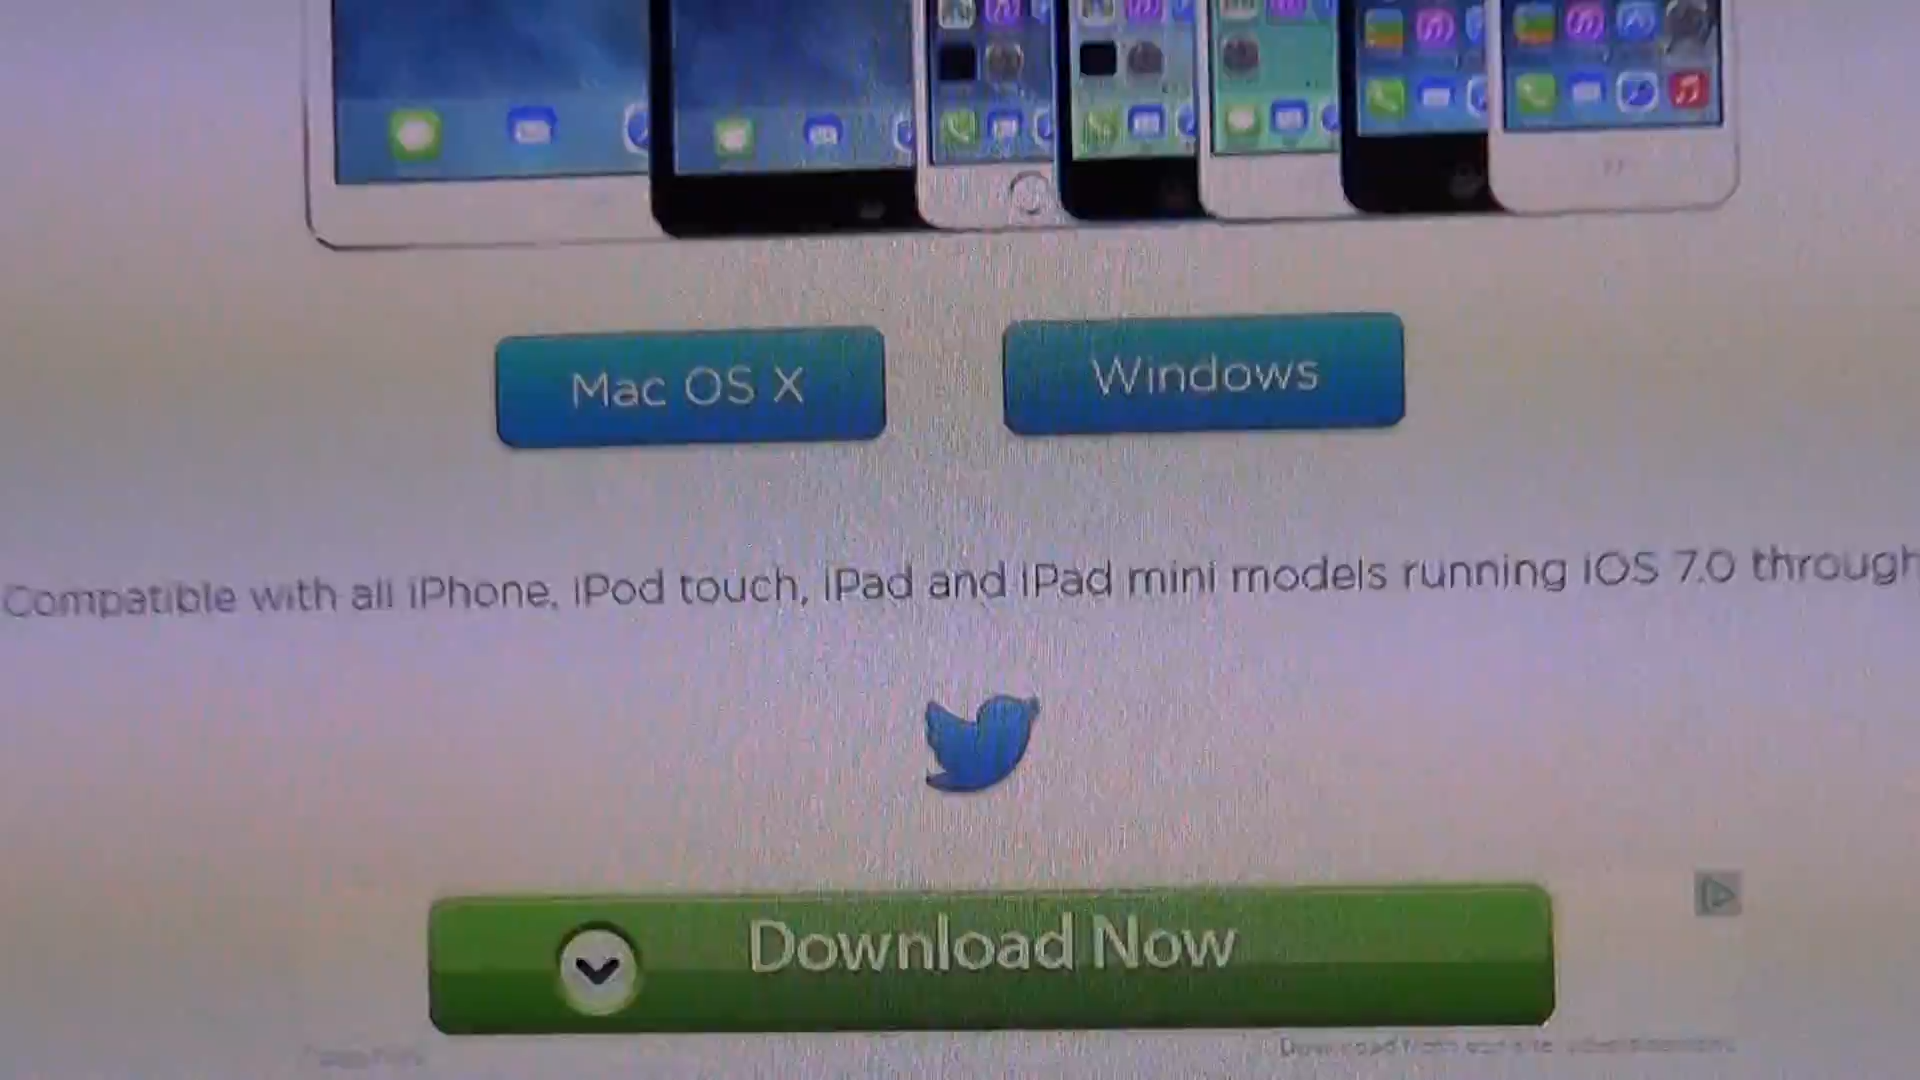 Mac OS X
Windows
Compatible with all iPhone, iPod touch, iPad and iPad mini models running iOS 7.0 through
Download Now